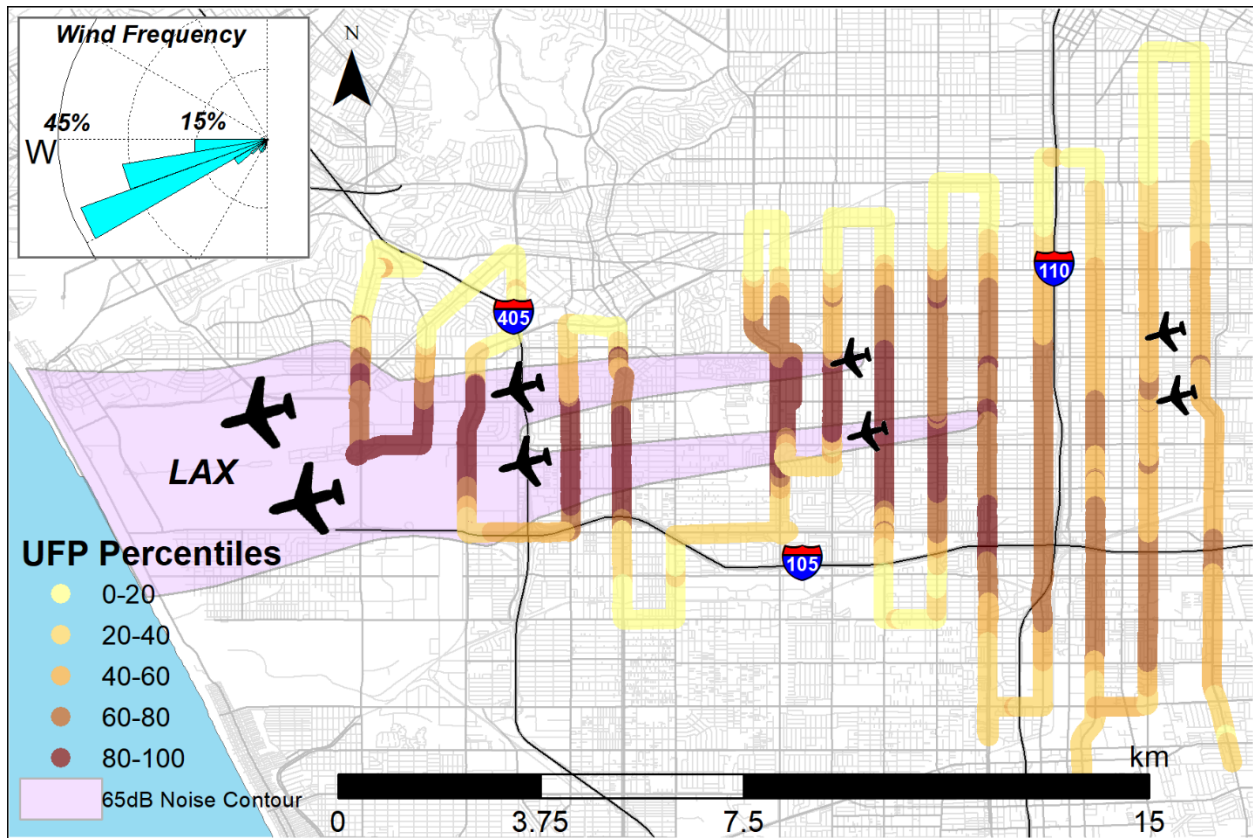 Wind Frequency
45%
15%
W
N
405
110
105
LAX
UFP Percentiles
0-20
20-40
40-60
60-80
80-100
65dB Noise Contour
km
0
3.75
7.5
15